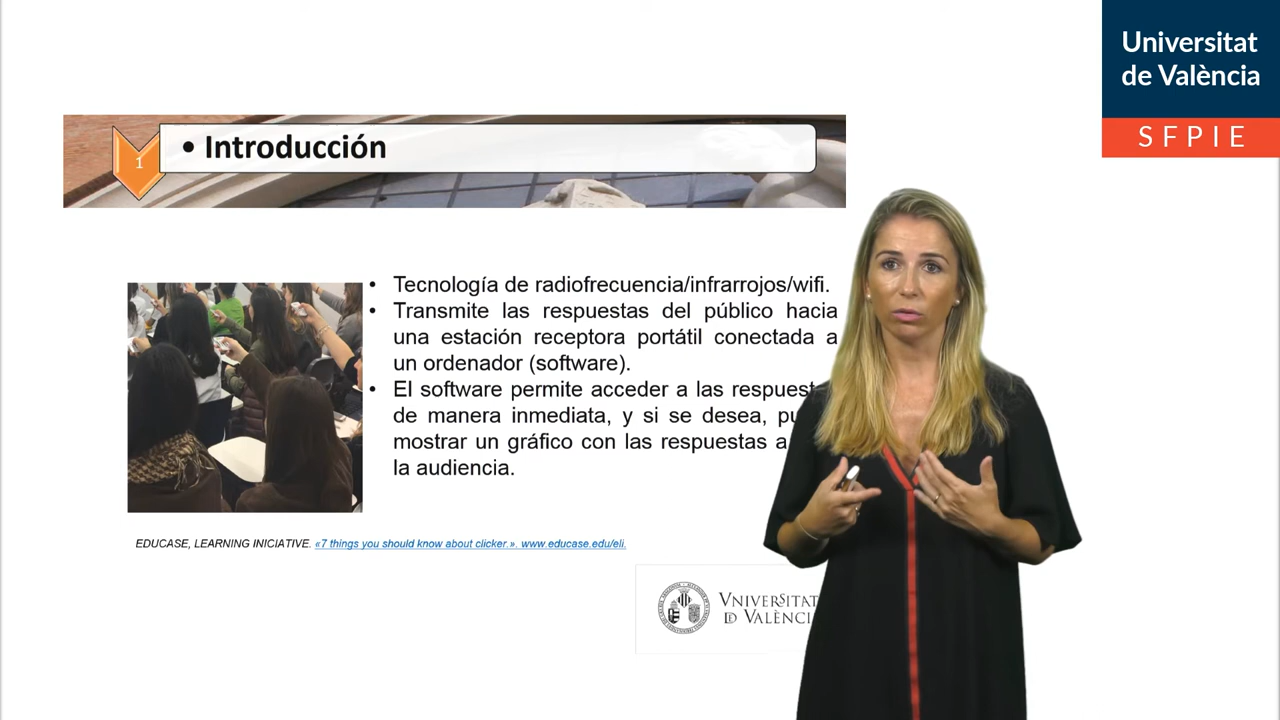 Universitat
de València
SFPIE
1
• Introducción
• Tecnología de radiofrecuencia/infrarrojos/wifi.
• Transmite las respuestas del público hacia
una estación receptora portátil conectada a
un ordenador (software).
• El software permite acceder a las
de manera inmediata, y si se desea,
mostrar un gráfico con las respuestas a
la audiencia.
EDUCASE, LEARNING INICIATIVE. «7 things you should know about clicker.». www.educase.edu/eli.
VNIVERSITAT
DE VALÈNCI